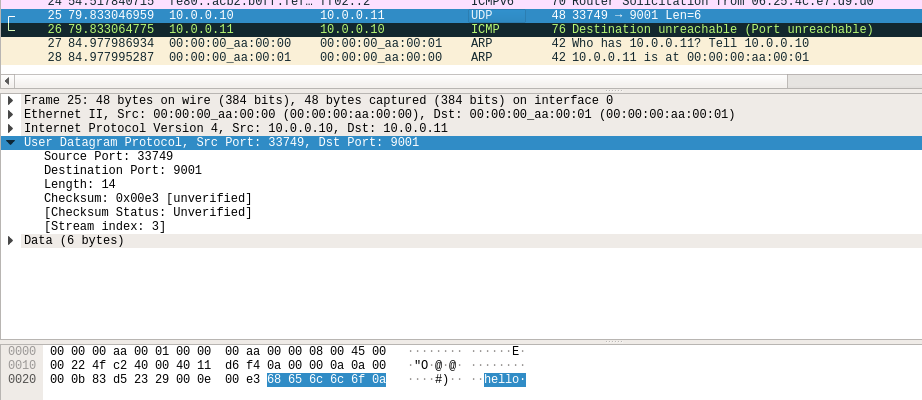 24 54.517840715 fe80::acb2:b0ff:fef… ff02::2 ICMPv6 70 Router Solicitation from 06:25:4c:e7:d9:d0
25 79.833046959 10.0.0.10 10.0.0.11 UDP 48 33749 → 9001 Len=6
26 79.833064775 10.0.0.11 10.0.0.10 ICMP 76 Destination unreachable (Port unreachable)
27 84.977986934 00:00:00_aa:00:00 00:00:00_aa:00:01 ARP 42 Who has 10.0.0.11? Tell 10.0.0.10
28 84.977995287 00:00:00_aa:00:01 00:00:00_aa:00:00 ARP 42 10.0.0.11 is at 00:00:00:aa:00:01
Frame 25: 48 bytes on wire (384 bits), 48 bytes captured (384 bits) on interface 0
Ethernet II, Src: 00:00:00_aa:00:00 (00:00:00:aa:00:00), Dst: 00:00:00_aa:00:01 (00:00:00:aa:00:01)
Internet Protocol Version 4, Src: 10.0.0.10, Dst: 10.0.0.11
User Datagram Protocol, Src Port: 33749, Dst Port: 9001
Source Port: 33749
Destination Port: 9001
Length: 14
Checksum: 0x00e3 [unverified]
[Checksum Status: Unverified]
[Stream index: 3]
Data (6 bytes)
0000 00 00 00 aa 00 01 00 00 00 aa 00 00 08 00 45 00 ········ ······E·
0010 00 22 4f c2 40 00 40 11 d6 f4 0a 00 00 0a 0a 00 ·"O·@·@· ········
0020 00 0b 83 d5 23 29 00 0e 00 e3 68 65 6c 6c 6f 0a ····#)·· ··hello·